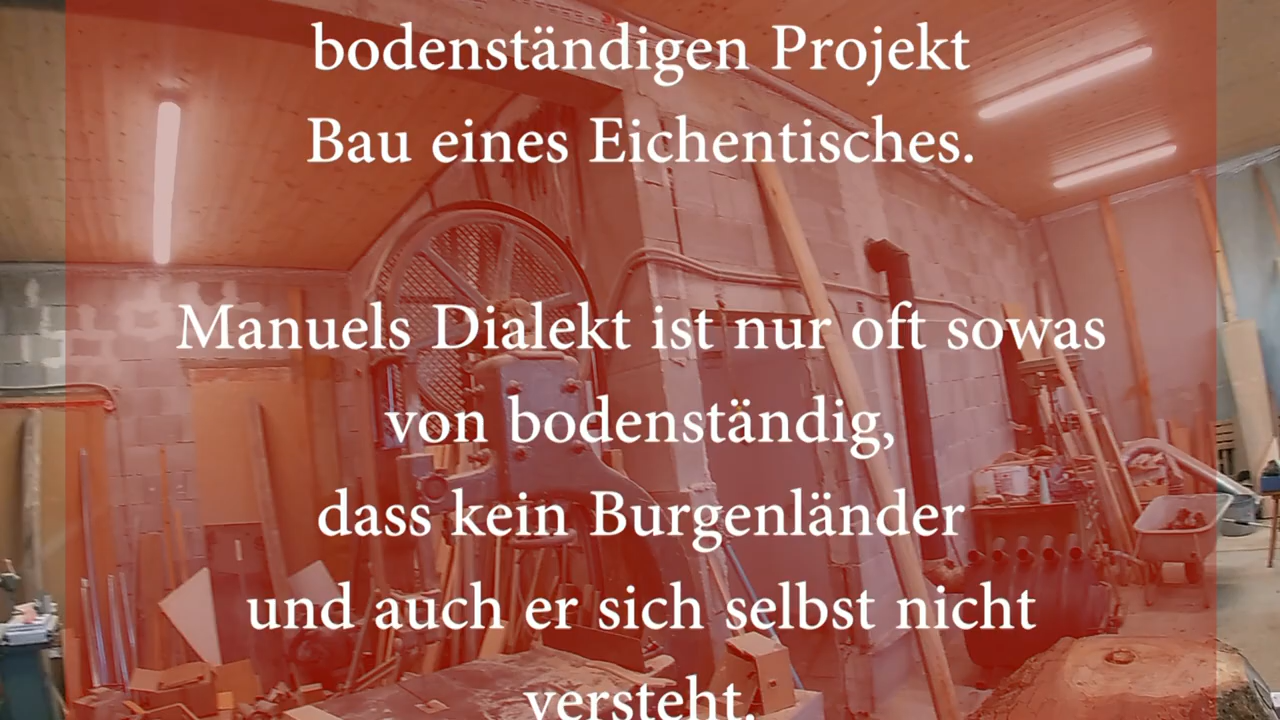 bodenständigen Projekt
Bau eines Eichentisches.
Manuels Dialekt ist nur oft sowas
von bodenständig,
dass kein Burgenländer
und auch er sich selbst nicht
versteht.